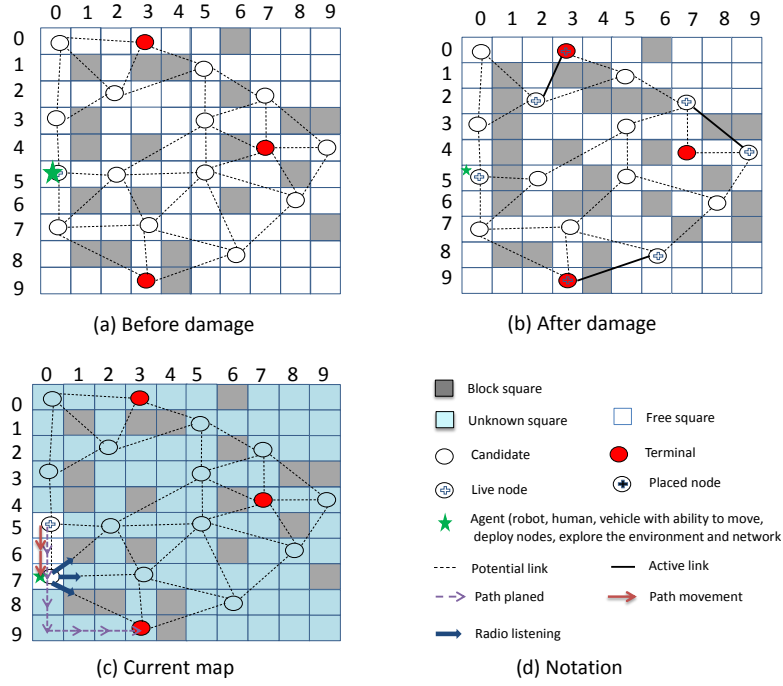 0 1 2 3 4 5 6 7 8 9
0
1
2
3
4
5
6
7
8
9
(a) Before damage
0 1 2 3 4 5 6 7 8 9
0
1
2
3
4
5
6
7
8
9
(b) After damage
0 1 2 3 4 5 6 7 8 9
0
1
2
3
4
5
6
7
8
9
(c) Current map
Block square
Unknown square
Free square
Candidate
Terminal
Live node
Placed node
Agent (robot, human, vehicle with ability to move,
deploy nodes, explore the environment and network
Potential link
Active link
Path planed
Path movement
Radio listening
(d) Notation